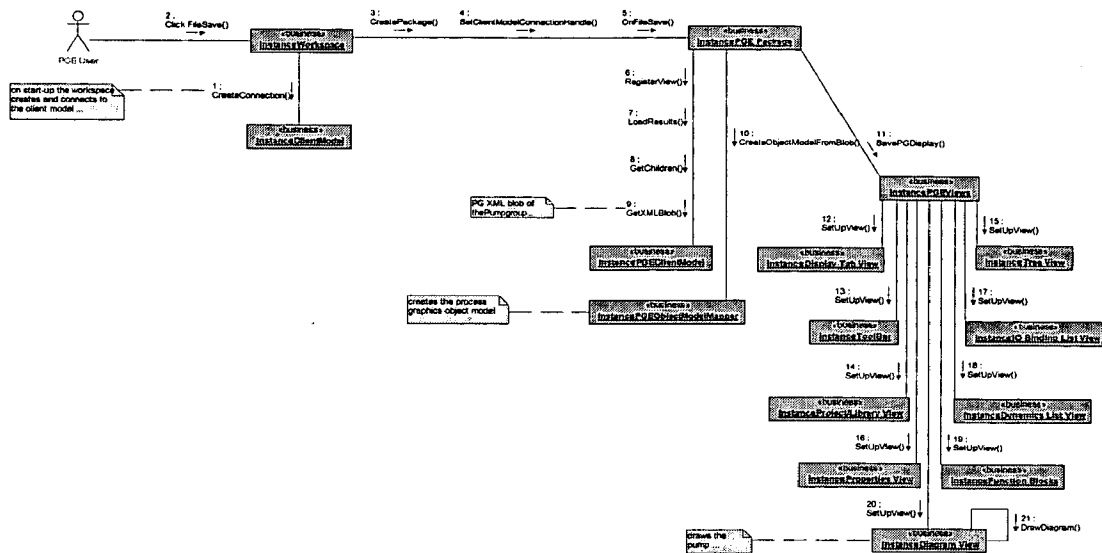 2 :
Click FileSave()
3 :
CreatePackage()
4 :
SetClientModelConnectionHandle()
5 :
OnFileSave()
«business»
InstanceWorkspace
«business»
InstancePGE Package
PGE User
on start-up the workspace
creates and connects to
the client model ...
1 :
CreateConnection()
«business»
InstanceClientModel
6 :
RegisterView()
7 :
LoadResults()
8 :
GetChildren()
9 :
GetXMLBlob()
10 :
CreateObjectModelFromBlob()
11 :
SavePGDisplay()
PG XML blob of
thePumpgroup...
«business»
InstancePGEClientModel
creates the process
graphics object model
«business»
InstancePGEObjectModelManager
«business»
InstancePGEViews
12 :
SetUpView()
15 :
SetUpView()
«business»
InstanceDisplay Tab View
«business»
InstanceTree View
13 :
SetUpView()
17 :
SetUpView()
«business»
InstanceToolBar
«business»
InstanceIO Binding List View
14 :
SetUpView()
18 :
SetUpView()
«business»
InstanceProject/Library View
«business»
InstanceDynamics List View
16 :
SetUpView()
19 :
SetUpView()
«business»
InstanceProperties View
«business»
InstanceFunction Blocks
20 :
SetUpView()
21 :
DrawDiagram()
draws the
pump ...
«business»
InstanceDiagram View